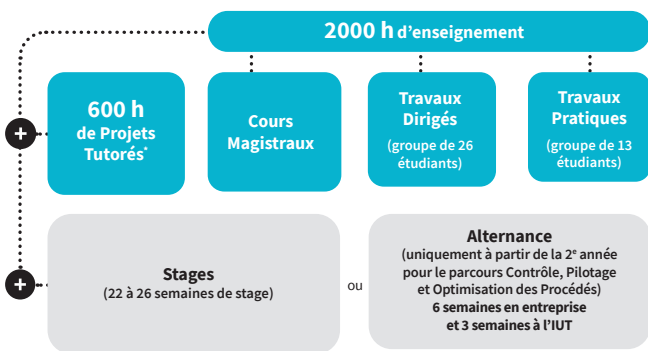 2000 h d'enseignement
+
600 h
de Projets
Tutorés*
Cours
Magistraux
Travaux
Dirigés
(groupe de 26
étudiants)
Travaux
Pratiques
(groupe de 13
étudiants)
+
Stages
(22 à 26 semaines de stage)
ou
Alternance
(uniquement à partir de la 2e année
pour le parcours Contrôle, Pilotage
et Optimisation des Procédés)
6 semaines en entreprise
et 3 semaines à l'IUT